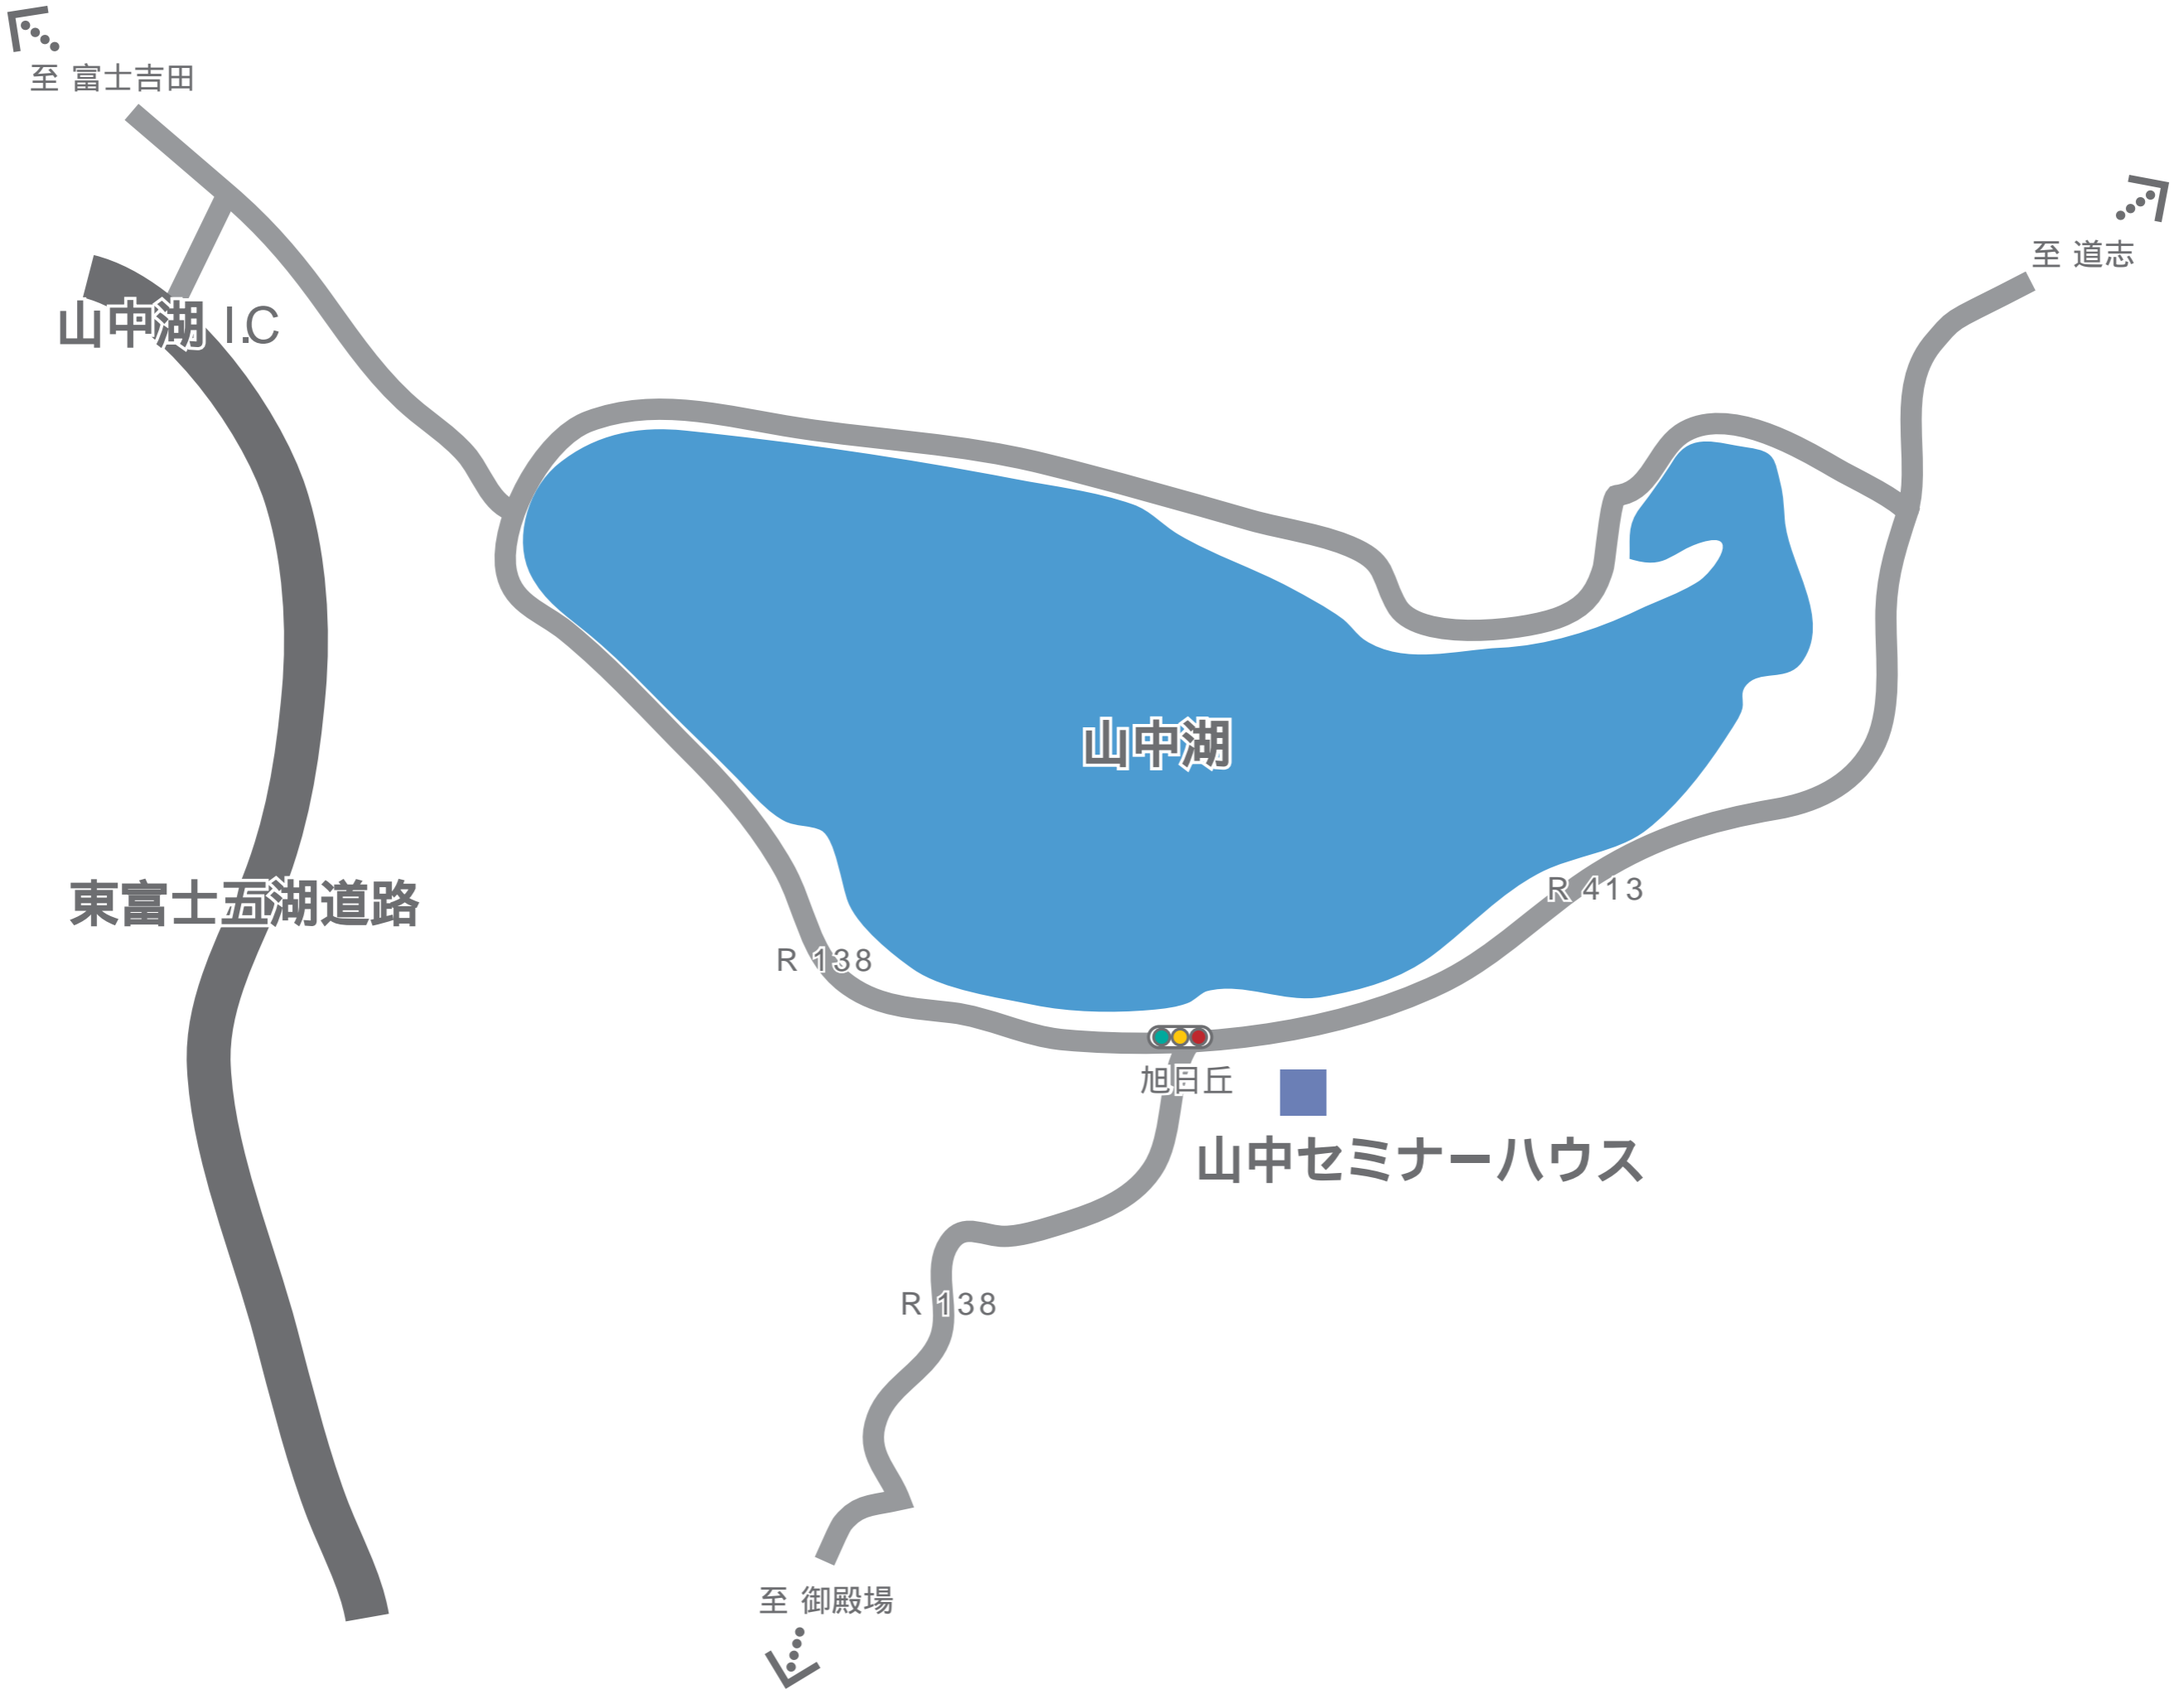 至 富士吉田
至 道志
山中湖 I.C
山中湖
東富士五湖道路
R 413
R 138
旭日丘
山中セミナーハウス
R 138
至 御殿場